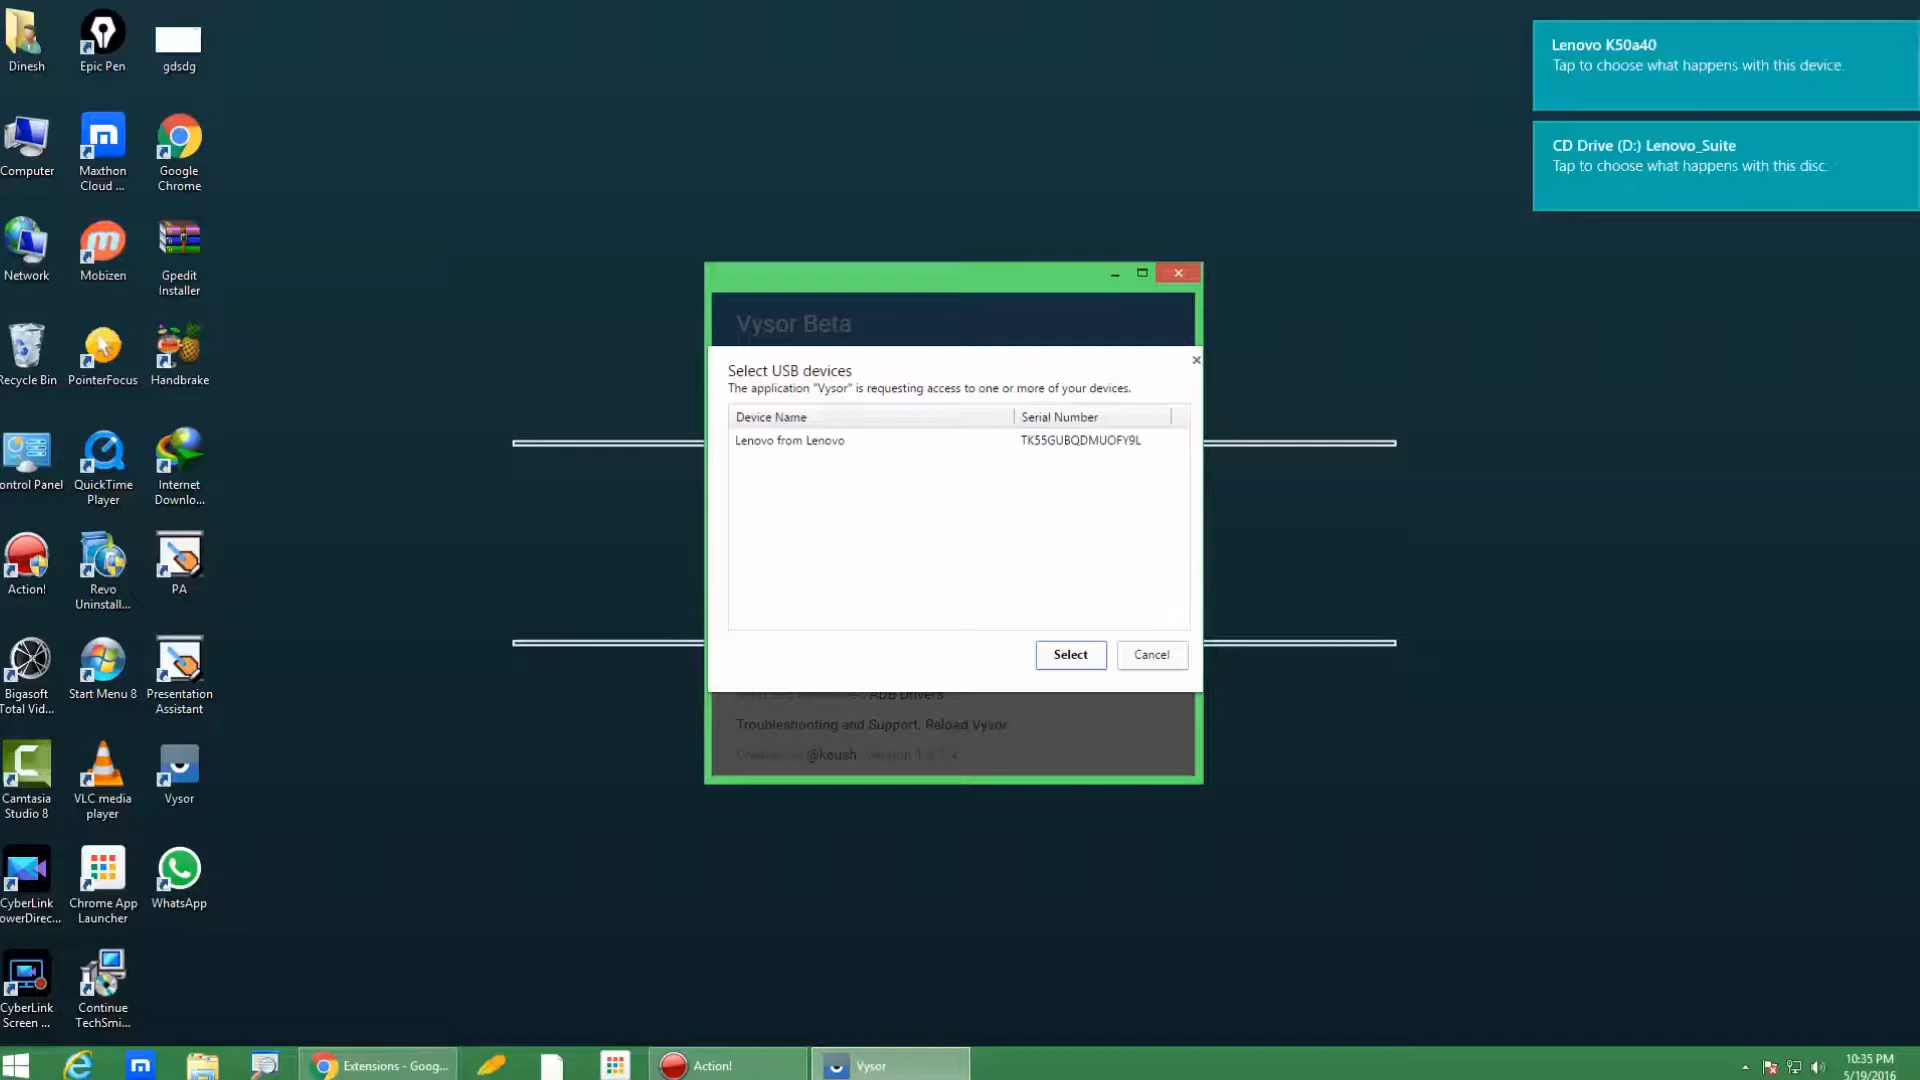 Dinesh
Epic Pen
gdsdg
Computer
Maxthon
Cloud ...
Google
Chrome
Network
Mobizen
Gpedit
Installer
Recycle Bin
PointerFocus
Handbrake
ontrol Panel
QuickTime
Player
Internet
Downlo...
Action!
Revo
Uninstall...
PA
Bigasoft
Total Vid...
Start Menu 8
Presentation
Assistant
Camtasia
Studio 8
VLC media
player
Vysor
CyberLink
owerDirec...
Chrome App
Launcher
WhatsApp
CyberLink
Screen ...
Continue
TechSmi...
Lenovo K50a40
Tap to choose what happens with this device.
CD Drive (D:) Lenovo_Suite
Tap to choose what happens with this disc.
Vysor Beta
Select USB devices
The application "Vysor" is requesting access to one or more of your devices.
Device Name
Serial Number
Lenovo from Lenovo
TK55GUBQDMUOFY9L
Select
Cancel
ADB Drivers
Troubleshooting and Support. Reload Vysor
@koush version
Extensions - Goog...
Action!
Vysor
10:35 PM
5/19/2016